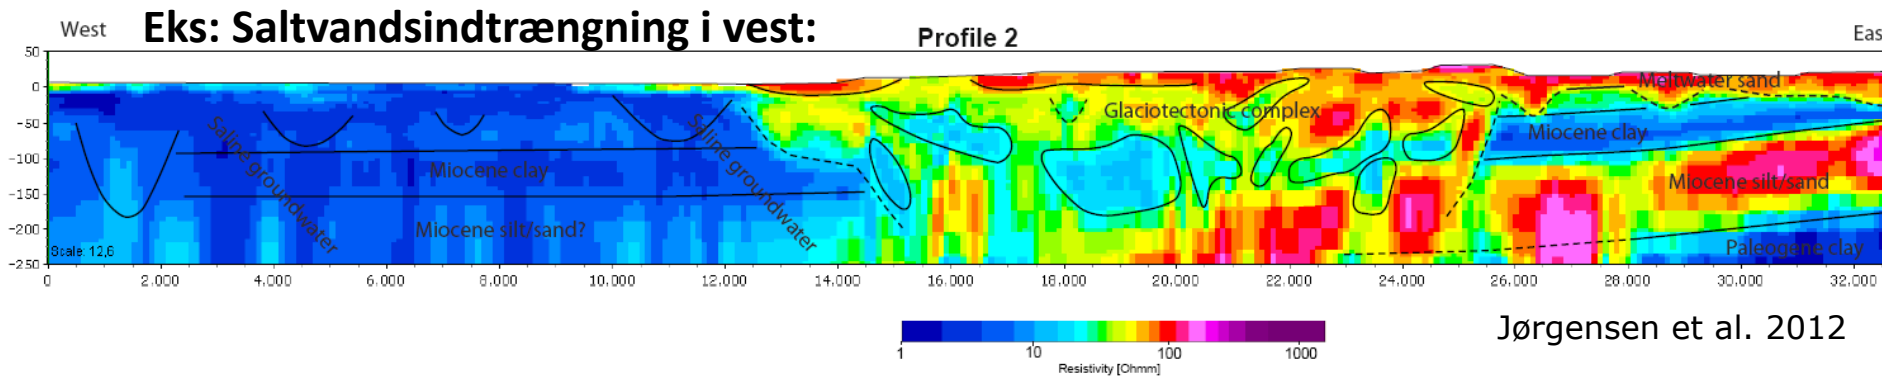 Eks: Saltvandsindtrængning i vest:
West
Profile 2
Eas
50
0
-50
-100
-150
-200
-250
Scale: 12,6
Saline groundwater
Miocene clay
Miocene silt/sand?
Saline groundwater
Glaciotectonic complex
Meltwater sand
Miocene clay
Miocene silt/sand
Paleogene clay
0 2.000 4.000 6.000 8.000 10.000 12.000 14.000 16.000 18.000 20.000 22.000 24.000 26.000 28.000 30.000 32.000
1 10 100 1000
Resistivity [Ohmm]
Jørgensen et al. 2012